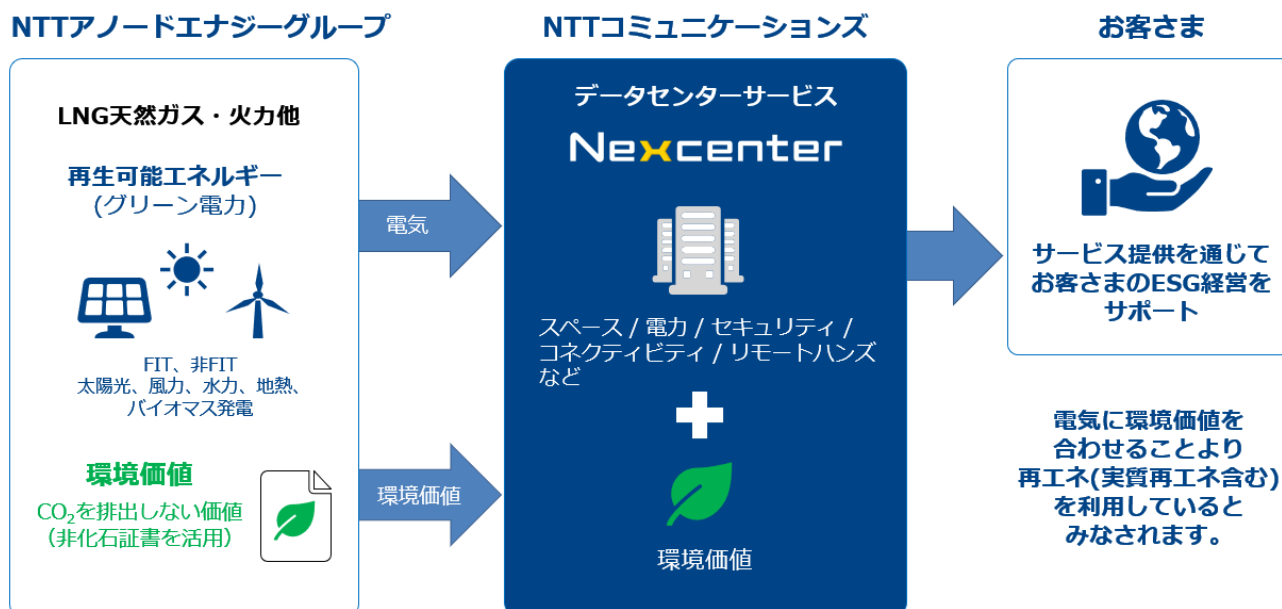 NTTアノードエナジーグループ
LNG天然ガス・火力他
再生可能エネルギー
(グリーン電力)
FIT、非FIT
太陽光、風力、水力、地熱、
バイオマス発電
環境価値
CO₂を排出しない価値
（非化石証書を活用）
電気
環境価値
NTTコミュニケーションズ
データセンターサービス
Nexcenter
スペース / 電力 / セキュリティ /
コネクティビティ / リモートハンズ
など
環境価値
お客さま
サービス提供を通じて
お客さまのESG経営を
サポート
電気に環境価値を
合わせることより
再エネ(実質再エネ含む)
を利用していると
みなされます。